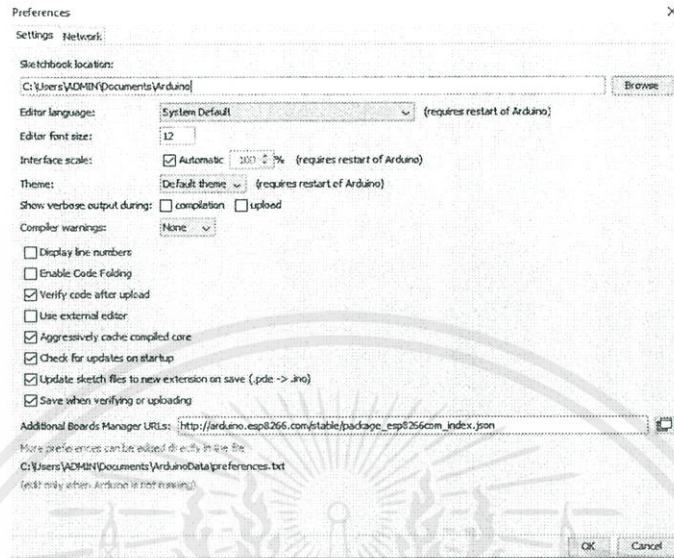 Preferences
Settings Network
Sketchbook location:
C:\Users\ADMIN\Documents\Arduino
Browse
Editor language: System Default (requires restart of Arduino)
Editor font size: 12
Interface scale: Automatic 100 % (requires restart of Arduino)
Theme: Default theme (requires restart of Arduino)
Show verbose output during: compilation upload
Compiler warnings: None
Display line numbers
Enable Code Folding
Verify code after upload
Use external editor
Aggressively cache compiled core
Check for updates on startup
Update sketch files to new extension on save (.pde -> .ino)
Save when verifying or uploading
Additional Boards Manager URLs: http://arduino.esp8266.com/stable/package_esp8266com_index.json
More preferences can be edited directly in the file
C:\Users\ADMIN\Documents\ArduinoData\preferences.txt
(edit only when Arduino is not running)
OK Cancel